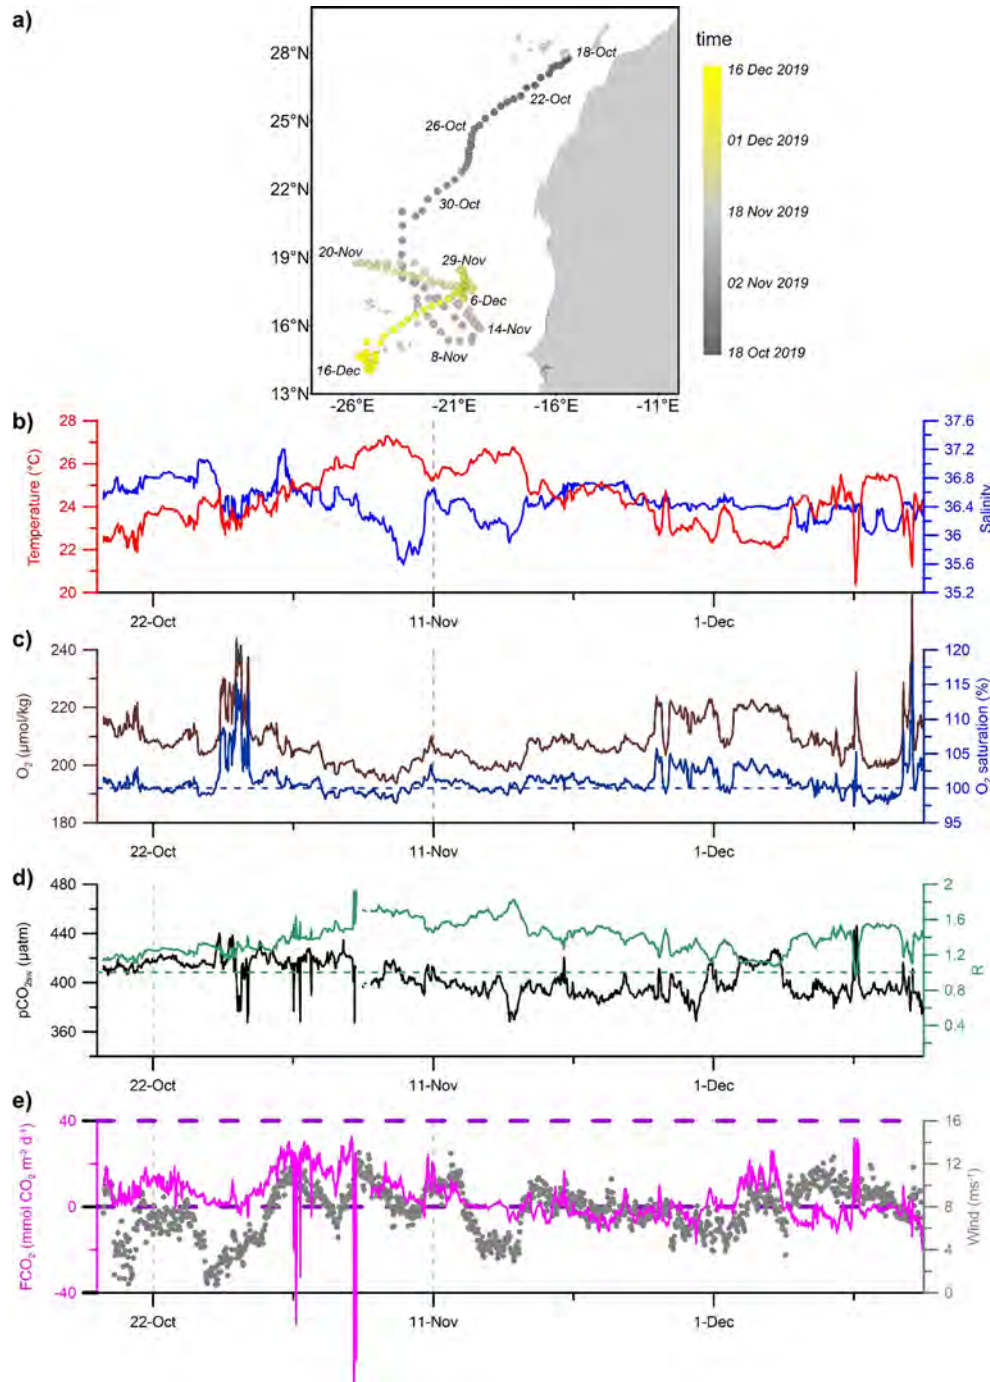 a)
time
28°N
25°N
22°N
19°N
16°N
13°N
-26°E
-21°E
-16°E
-11°E
18-Oct
22-Oct
26-Oct
30-Oct
20-Nov
29-Nov
6-Dec
14-Nov
8-Nov
16-Dec
16 Dec 2019
01 Dec 2019
18 Nov 2019
02 Nov 2019
18 Oct 2019
b)
Temperature (°C)
28
26
24
22
20
37.6
37.2
36.8
36.4
36
35.6
35.2
Salinity
22-Oct
11-Nov
1-Dec
c)
O₂ (µmol/kg)
240
220
200
180
120
115
110
105
100
95
O₂ saturation (%)
22-Oct
11-Nov
1-Dec
d)
pCO₂sw (µatm)
480
440
400
360
2
1.6
1.2
0.8
0.4
R
22-Oct
11-Nov
1-Dec
e)
FCO₂ (mmol CO₂ m⁻² d⁻¹)
40
0
-40
16
12
8
4
0
Wind (ms⁻¹)
22-Oct
11-Nov
1-Dec